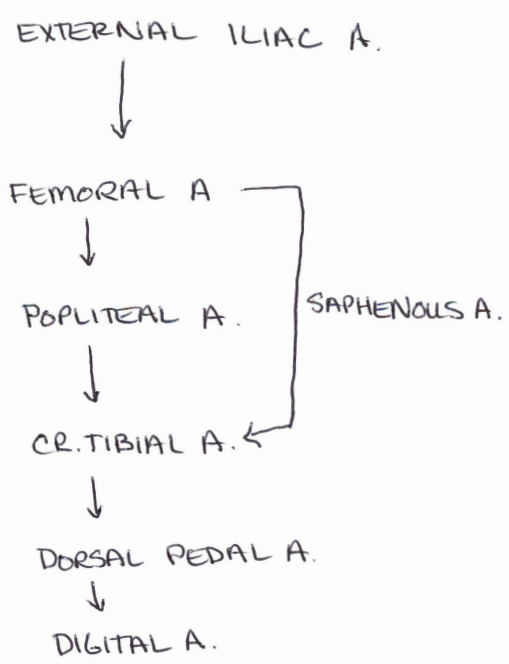 EXTERNAL ILIAC A.
FEMORAL A
POPLITEAL A.
SAPHENOUS A.
CR. TIBIAL A.
DORSAL PEDAL A.
DIGITAL A.